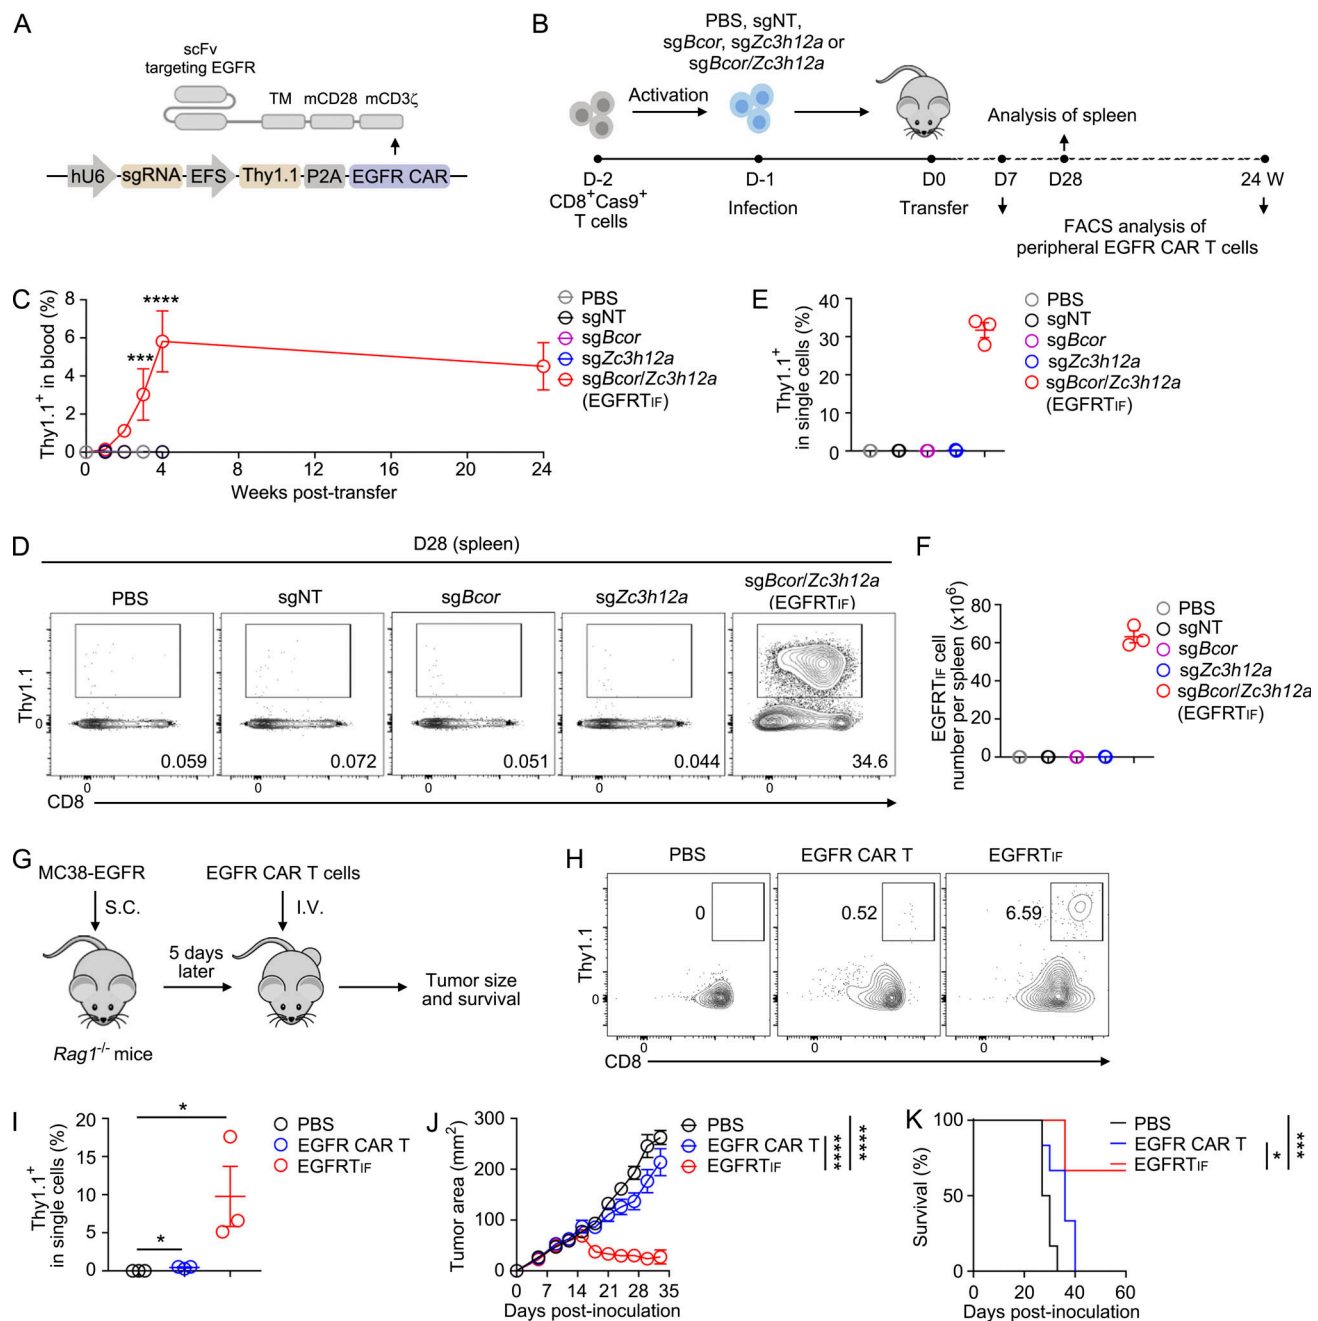 A
scFv
targeting EGFR
TM mCD28 mCD3ζ
hU6 sgRNA EFS Thy1.1 P2A EGFR CAR
B
PBS, sgNT,
sgBcor, sgZc3h12a or
sgBcor/Zc3h12a
Activation
Analysis of spleen
D-2 D-1 D0 D7 D28 24 W
CD8+Cas9+
T cells
Infection
Transfer
FACS analysis of
peripheral EGFR CAR T cells
C
Thy1.1+ in blood (%)
8
6
4
2
0
***
****
0 4 8 12 16 20 24
Weeks post-transfer
PBS
sgNT
sgBcor
sgZc3h12a
sgBcor/Zc3h12a
(EGFRTIF)
E
Thy1.1+
in single cells (%)
40
30
20
10
0
PBS
sgNT
sgBcor
sgZc3h12a
sgBcor/Zc3h12a
(EGFRTIF)
D
D28 (spleen)
PBS
sgNT
sgBcor
sgZc3h12a
sgBcor/Zc3h12a
(EGFRTIF)
Thy1.1
0
0.059 0.072 0.051 0.044 34.6
0 0 0 0 0
CD8
F
EGFRTIF cell
number per spleen (x10⁶)
80
60
40
20
0
PBS
sgNT
sgBcor
sgZc3h12a
sgBcor/Zc3h12a
(EGFRTIF)
G
MC38-EGFR
EGFR CAR T cells
S.C.
I.V.
5 days
later
Tumor size
and survival
Rag1-/- mice
H
PBS
EGFR CAR T
EGFRTIF
Thy1.1
0
0 0.52 6.59
0 0 0
CD8
I
Thy1.1+
in single cells (%)
20
15
10
5
0
*
*
PBS
EGFR CAR T
EGFRTIF
J
Tumor area (mm²)
300
200
100
0
0 7 14 21 28 35
Days post-inoculation
PBS
EGFR CAR T
EGFRTIF
****
****
K
Survival (%)
100
50
0
0 20 40 60
Days post-inoculation
PBS
EGFR CAR T
EGFRTIF
*
***